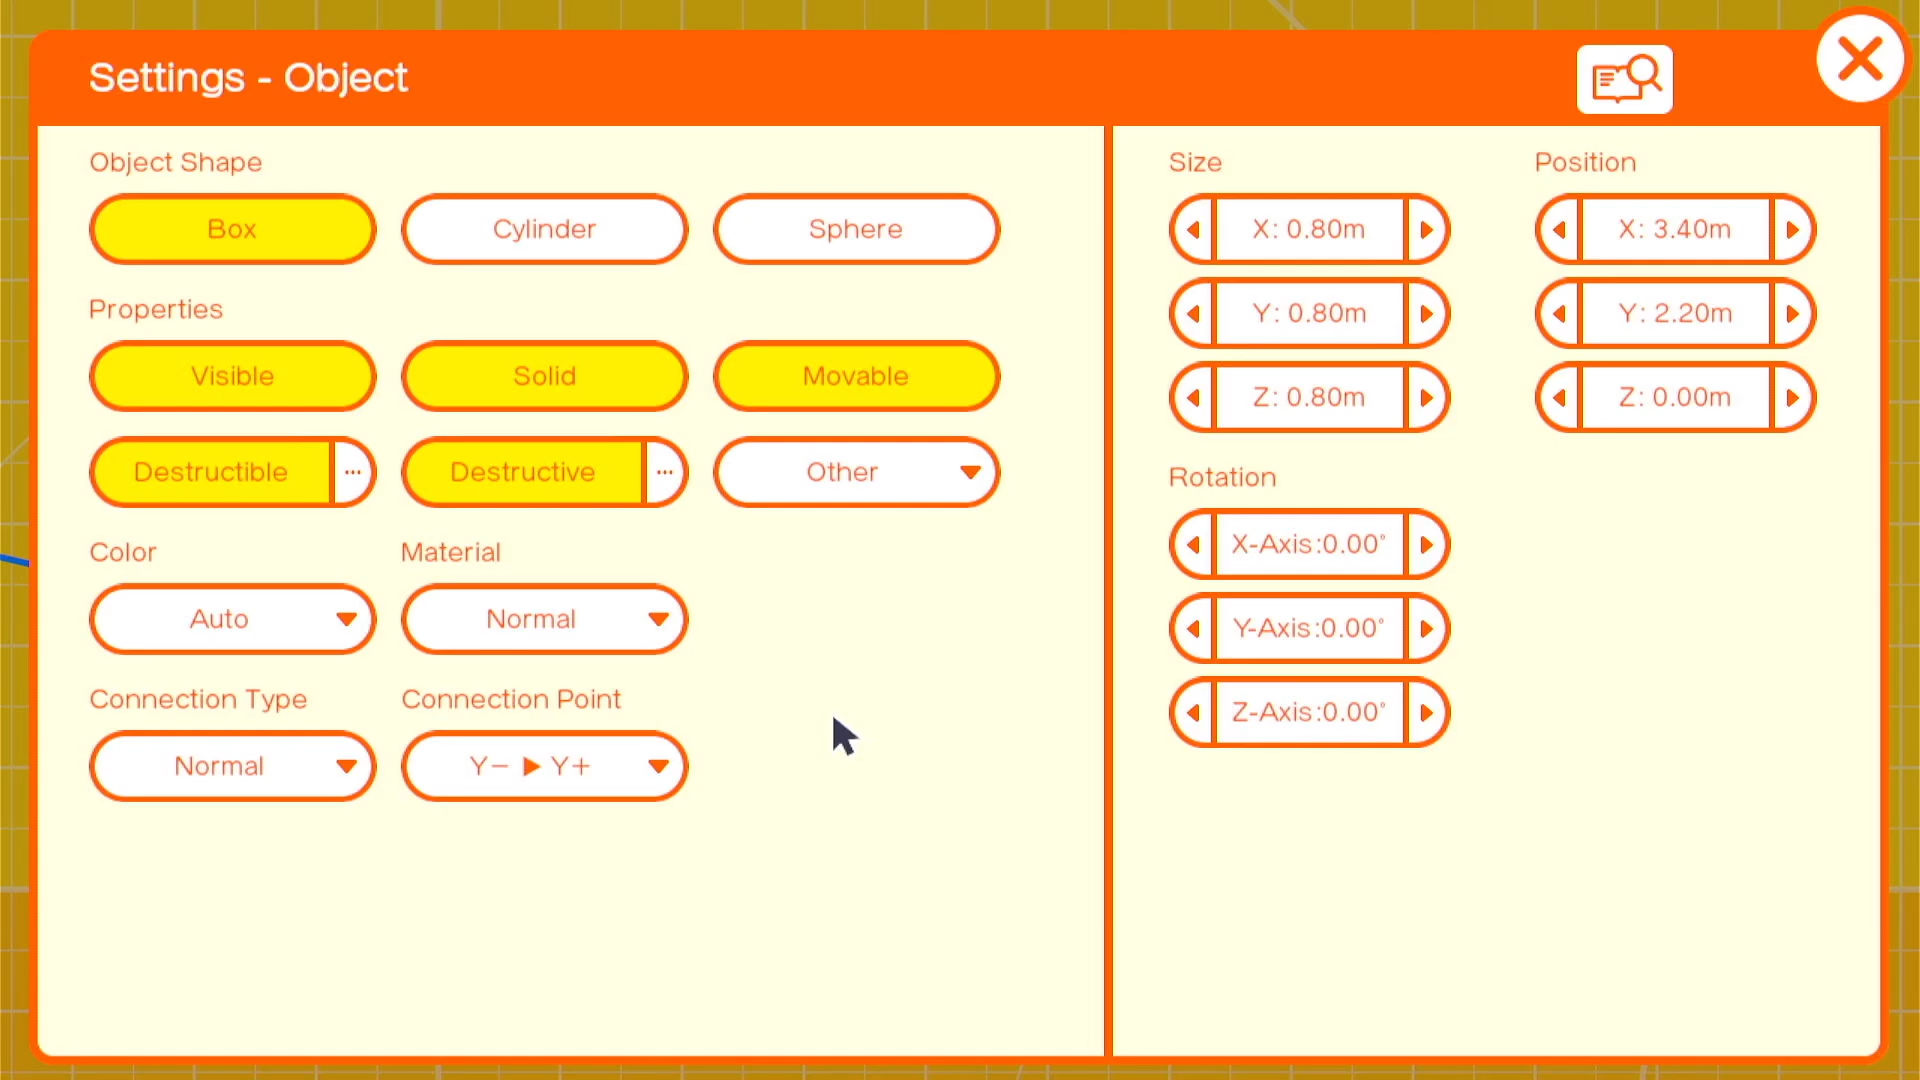 Settings - Object
Object Shape
Box
Cylinder
Sphere
Properties
Visible
Solid
Movable
Destructible
...
Destructive
...
Other
Color
Material
Auto
Normal
Connection Type
Connection Point
Normal
Y− ▶ Y+
Size
Position
X: 0.80m
X: 3.40m
Y: 0.80m
Y: 2.20m
Z: 0.80m
Z: 0.00m
Rotation
X-Axis:0.00°
Y-Axis:0.00°
Z-Axis:0.00°